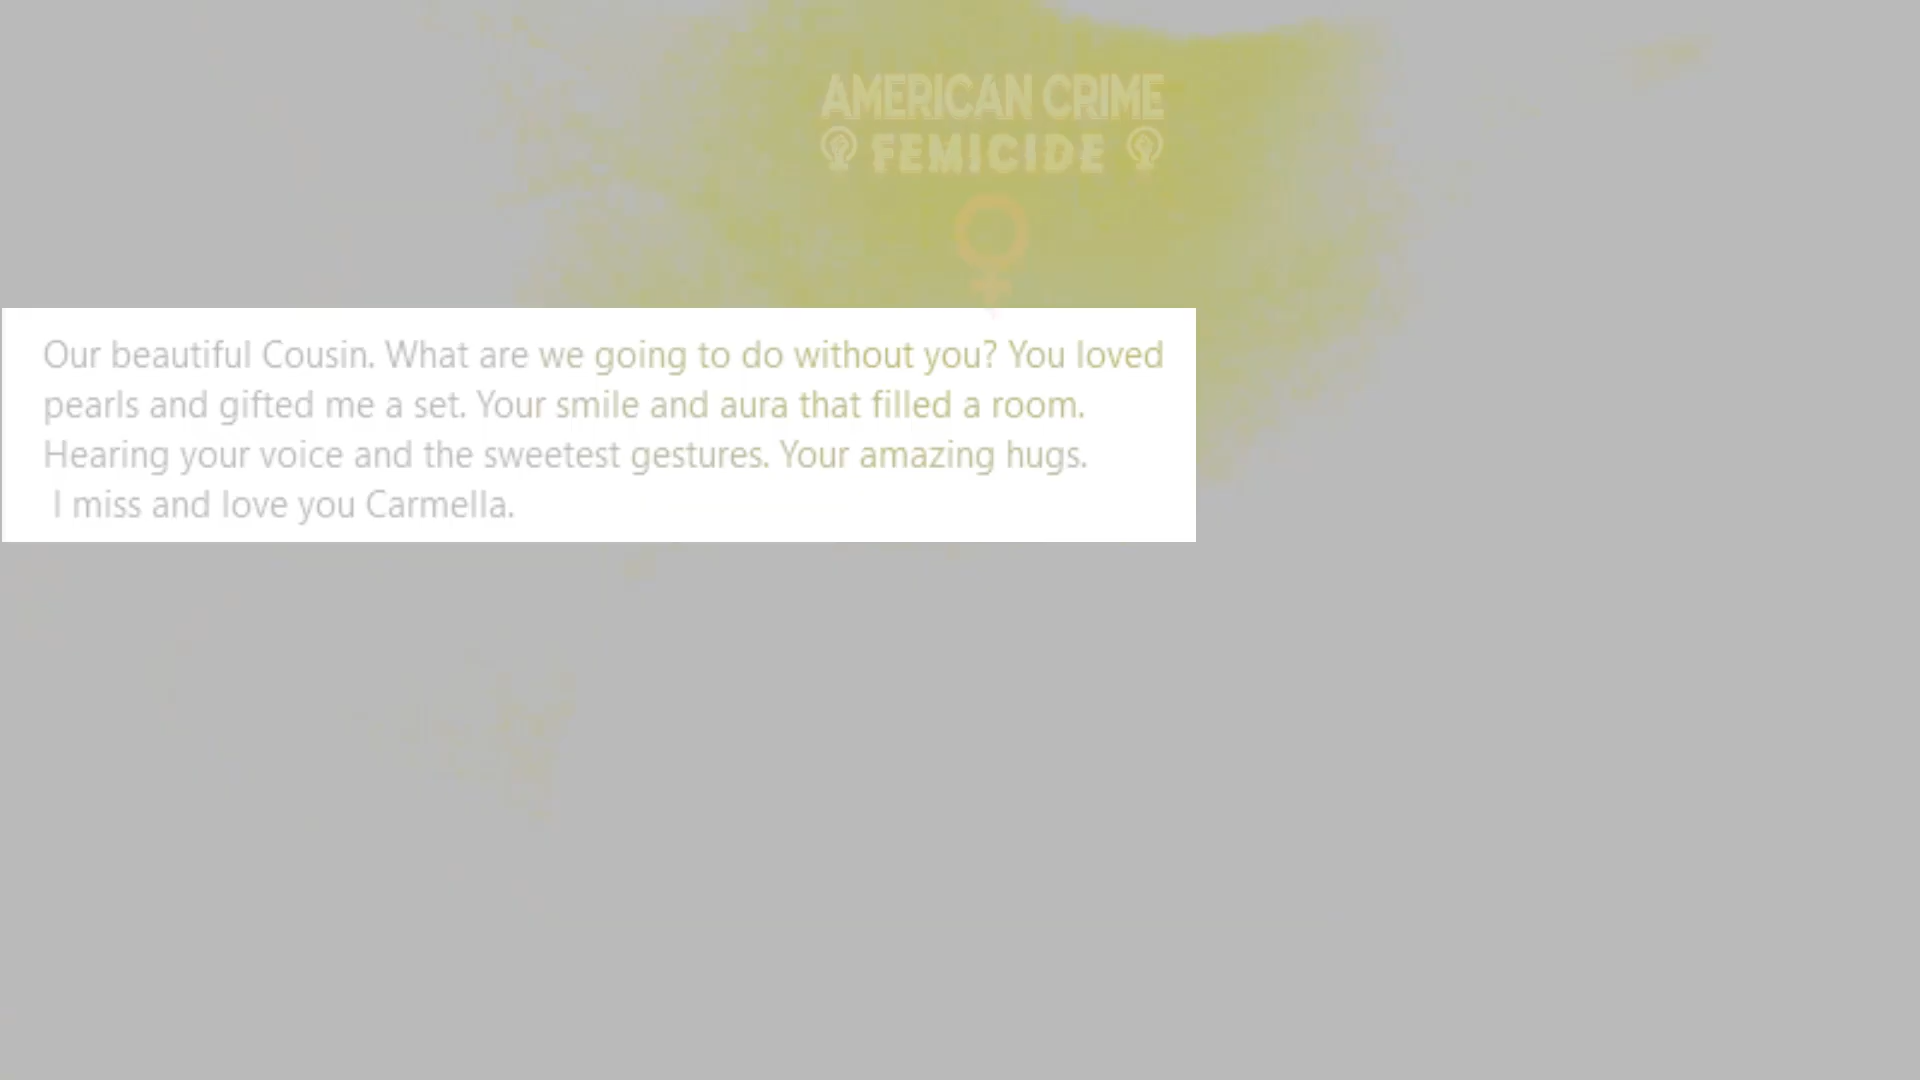 AMERICAN CRIME
FEMICIDE
Our beautiful Cousin. What are we going to do without you? You loved
pearls and gifted me a set. Your smile and aura that filled a room.
Hearing your voice and the sweetest gestures. Your amazing hugs.
I miss and love you Carmella.